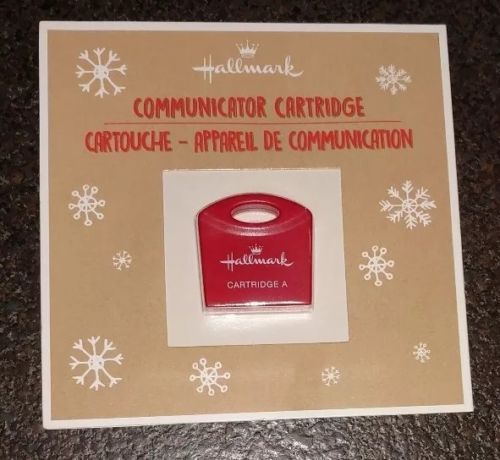 Hallmark
COMMUNICATOR CARTRIDGE
CARTOUCHE - APPAREIL DE COMMUNICATION
Hallmark
CARTRIDGE A